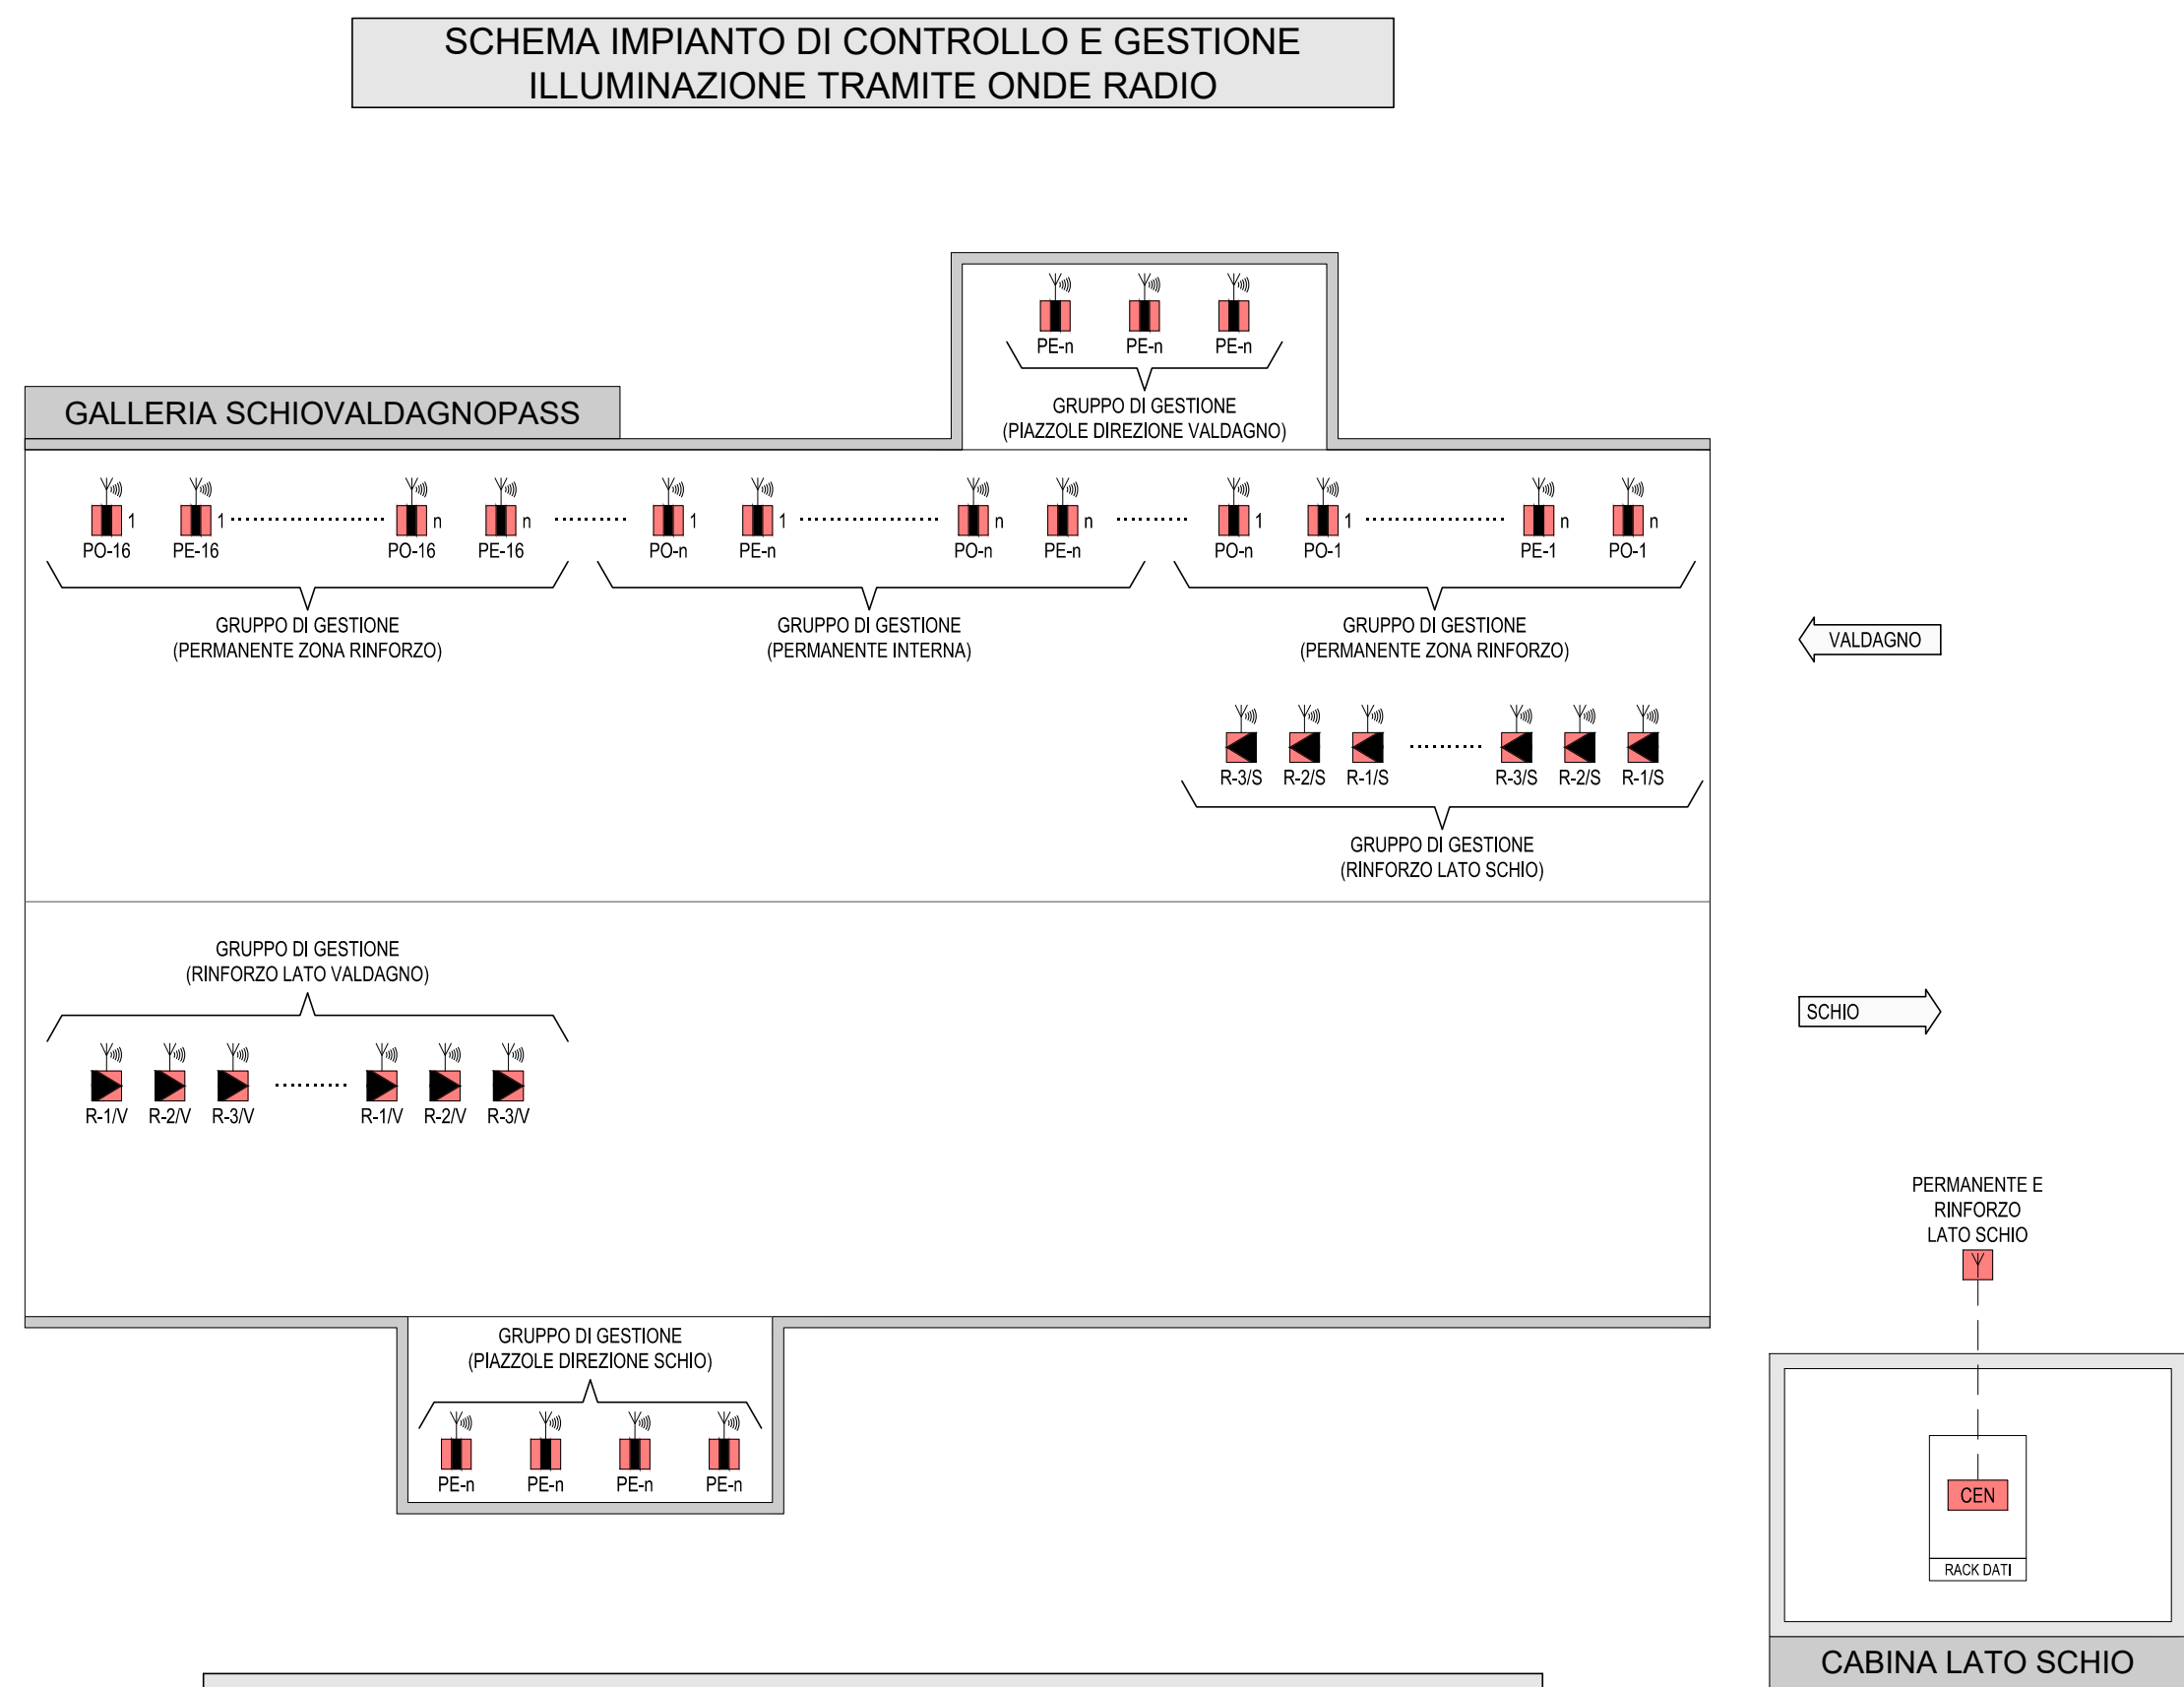 SCHEMA IMPIANTO DI CONTROLLO E GESTIONE
ILLUMINAZIONE TRAMITE ONDE RADIO
PE-n PE-n PE-n
GRUPPO DI GESTIONE
(PIAZZOLE DIREZIONE VALDAGNO)
GALLERIA SCHIOVALDAGNOPASS
1 1 n n 1 1 n n 1 1 n n
PO-16 PE-16 PO-16 PE-16 PO-n PE-n PO-n PE-n PO-n PO-1 PE-1 PO-1
GRUPPO DI GESTIONE
(PERMANENTE ZONA RINFORZO)
GRUPPO DI GESTIONE
(PERMANENTE INTERNA)
GRUPPO DI GESTIONE
(PERMANENTE ZONA RINFORZO)
VALDAGNO
R-3/S R-2/S R-1/S R-3/S R-2/S R-1/S
GRUPPO DI GESTIONE
(RINFORZO LATO SCHIO)
GRUPPO DI GESTIONE
(RINFORZO LATO VALDAGNO)
SCHIO
R-1/V R-2/V R-3/V R-1/V R-2/V R-3/V
PERMANENTE E
RINFORZO
LATO SCHIO
GRUPPO DI GESTIONE
(PIAZZOLE DIREZIONE SCHIO)
PE-n PE-n PE-n PE-n
CEN
RACK DATI
CABINA LATO SCHIO